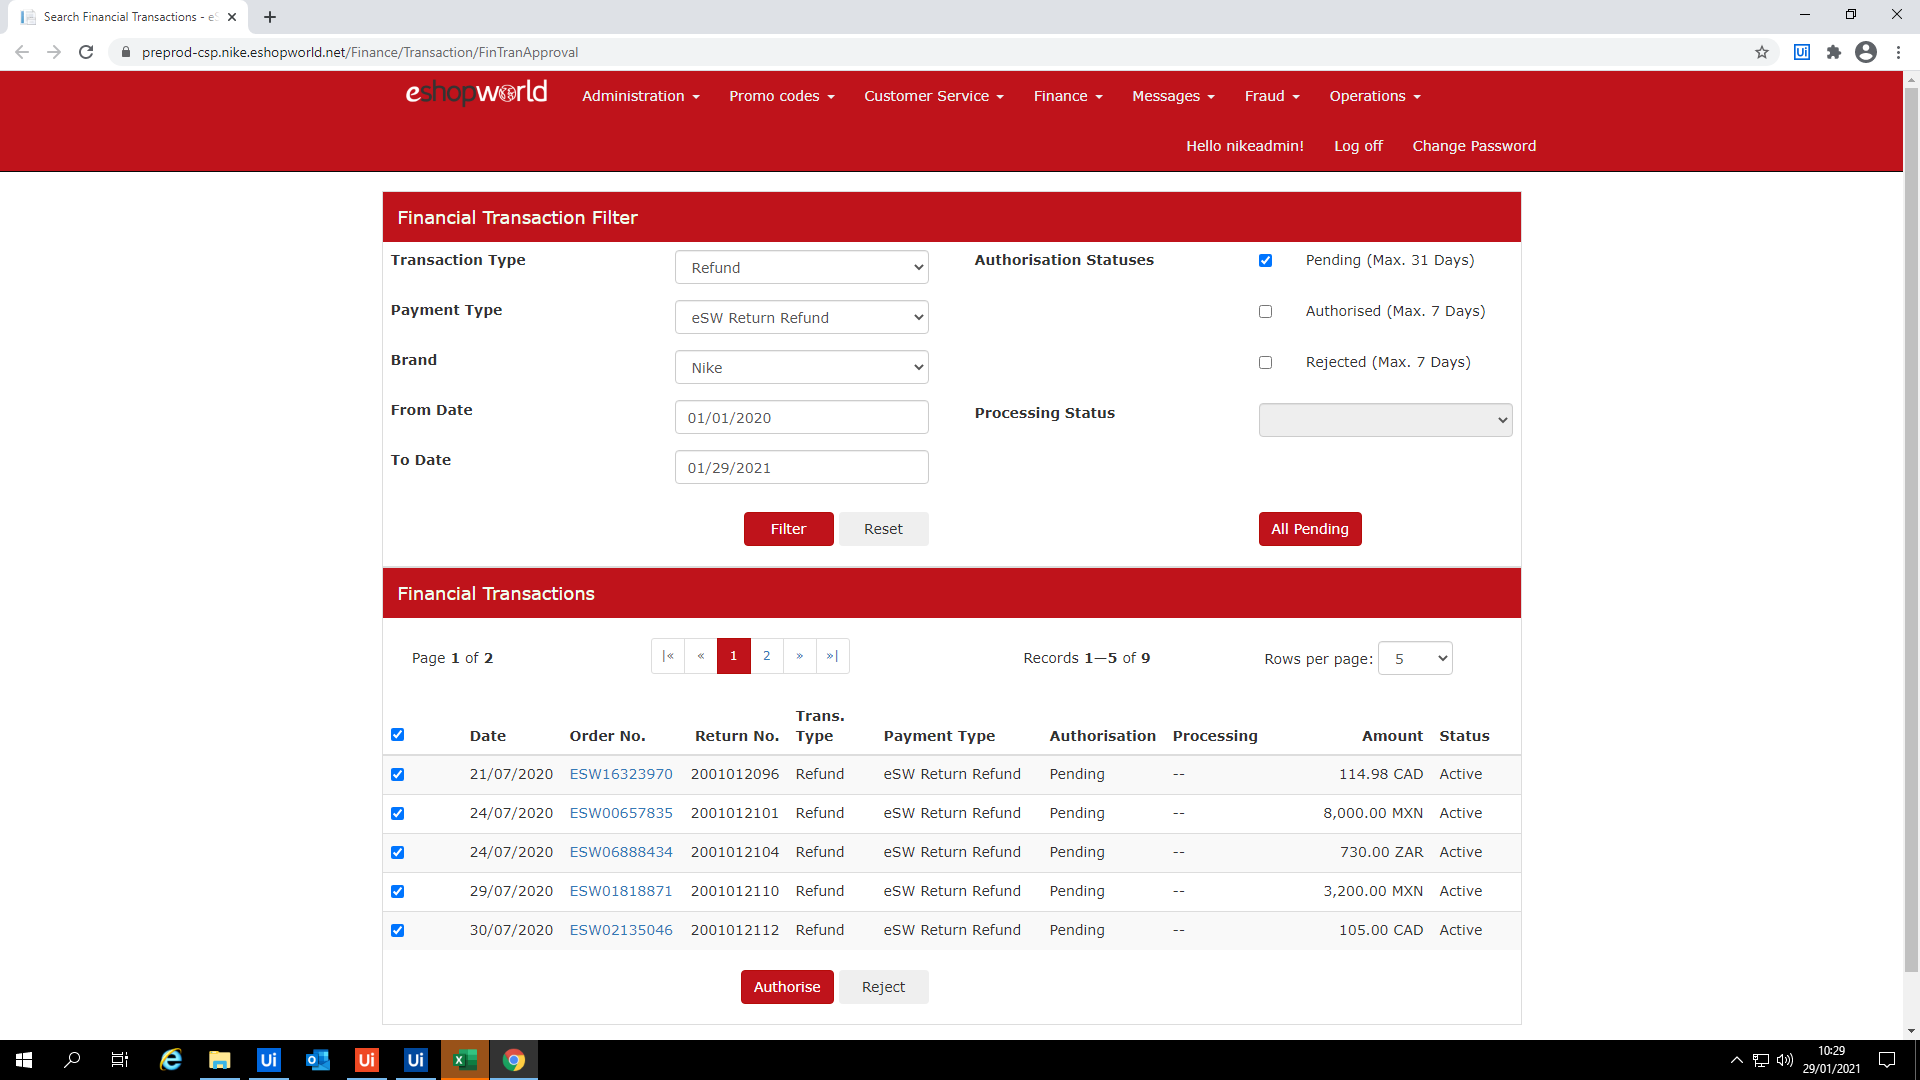 Search Financial Transactions - eS
preprod-csp.nike.eshopworld.net/Finance/Transaction/FinTranApproval
eshopworld Administration Promo codes Customer Service Finance Messages Fraud Operations
Hello nikeadmin! Log off Change Password
Financial Transaction Filter
Transaction Type Refund Authorisation Statuses Pending (Max. 31 Days)
Payment Type eSW Return Refund Authorised (Max. 7 Days)
Brand Nike Rejected (Max. 7 Days)
From Date 01/01/2020 Processing Status
To Date 01/29/2021
Filter Reset All Pending
Financial Transactions
Page 1 of 2 |« « 1 2 » »| Records 1—5 of 9 Rows per page: 5
Date Order No. Return No. Trans. Type Payment Type Authorisation Processing Amount Status
21/07/2020 ESW16323970 2001012096 Refund eSW Return Refund Pending -- 114.98 CAD Active
24/07/2020 ESW00657835 2001012101 Refund eSW Return Refund Pending -- 8,000.00 MXN Active
24/07/2020 ESW06888434 2001012104 Refund eSW Return Refund Pending -- 730.00 ZAR Active
29/07/2020 ESW01818871 2001012110 Refund eSW Return Refund Pending -- 3,200.00 MXN Active
30/07/2020 ESW02135046 2001012112 Refund eSW Return Refund Pending -- 105.00 CAD Active
Authorise Reject
Ui Ui Ui
10:29
29/01/2021